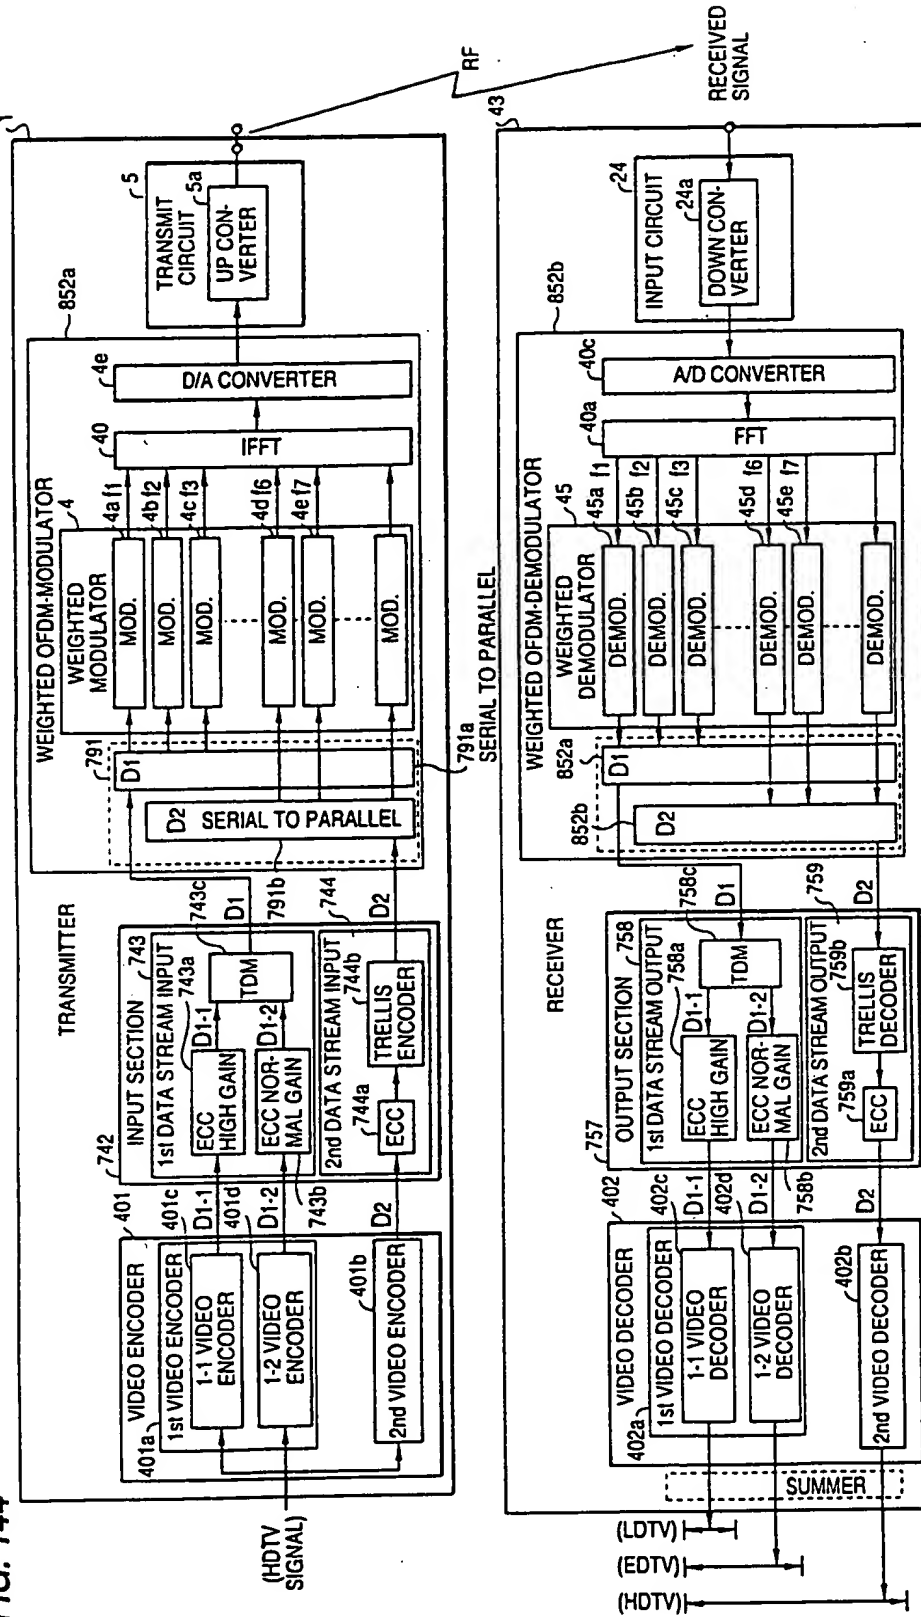 FIG. 144
1
TRANSMITTER
(HDTV
SIGNAL)
401
VIDEO ENCODER
401a
1st VIDEO ENCODER
401c
1-1 VIDEO
ENCODER
401d
1-2 VIDEO
ENCODER
401b
2nd VIDEO ENCODER
D1-1
D1-2
D2
742
INPUT SECTION
743
1st DATA STREAM INPUT
743a
ECC
HIGH GAIN
D1-1
743c
TDM
ECC NOR-
MAL GAIN
D1-2
743b
744
2nd DATA STREAM INPUT
744a
ECC
744b
TRELLIS
ENCODER
D1
791b
D2
WEIGHTED OFDM-MODULATOR
852a
791
D1
D2
SERIAL TO PARALLEL
791a
SERIAL TO PARALLEL
WEIGHTED
MODULATOR
4
MOD.
4a f1
MOD.
4b f2
MOD.
4c f3
MOD.
4d f6
MOD.
4e f7
MOD.
40
IFFT
4e
D/A CONVERTER
TRANSMIT
CIRCUIT
5
5a
UP CON-
VERTER
RF
RECEIVED
SIGNAL
43
RECEIVER
INPUT CIRCUIT
24
24a
DOWN CON-
VERTER
WEIGHTED OFDM-DEMODULATOR
852b
40c
A/D CONVERTER
40a
FFT
WEIGHTED
DEMODULATOR
45
45a f1
DEMOD.
45b f2
DEMOD.
45c f3
DEMOD.
45d f6
DEMOD.
45e f7
DEMOD.
DEMOD.
852a
D1
852b
D2
D1
D2
757
OUTPUT SECTION
758
1st DATA STREAM OUTPUT
758a
758c
TDM
D1-1
D1-2
ECC
HIGH GAIN
ECC NOR-
MAL GAIN
758b
759
2nd DATA STREAM OUTPUT
759b
TRELLIS
DECODER
759a
ECC
D1-1
D1-2
D2
402
VIDEO DECODER
402a
1st VIDEO DECODER
402c
1-1 VIDEO
DECODER
402d
1-2 VIDEO
DECODER
402b
2nd VIDEO DECODER
SUMMER
(LDTV)
(EDTV)
(HDTV)